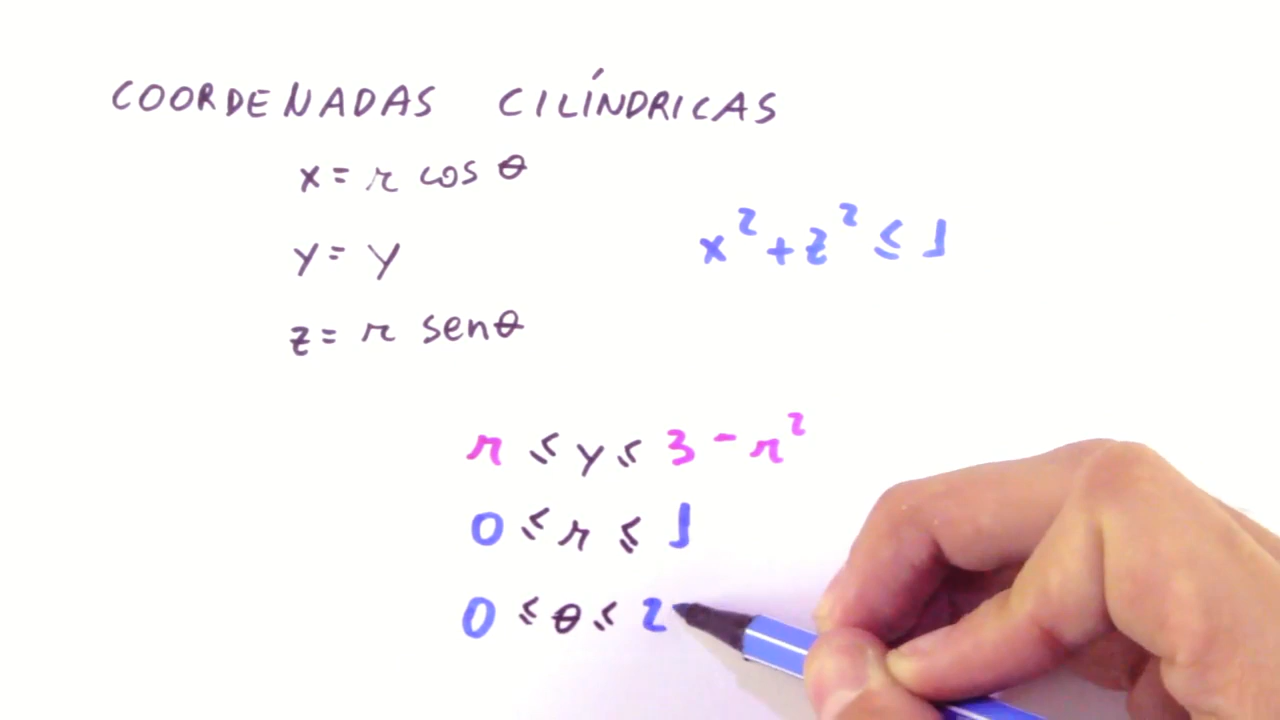 COORDENADAS CILÍNDRICAS
x = r cos θ
y = y
x² + z² ≤ 1
z = r senθ
r ≤ y ≤ 3 - r²
0 ≤ r ≤ 1
0 ≤ θ ≤ 2